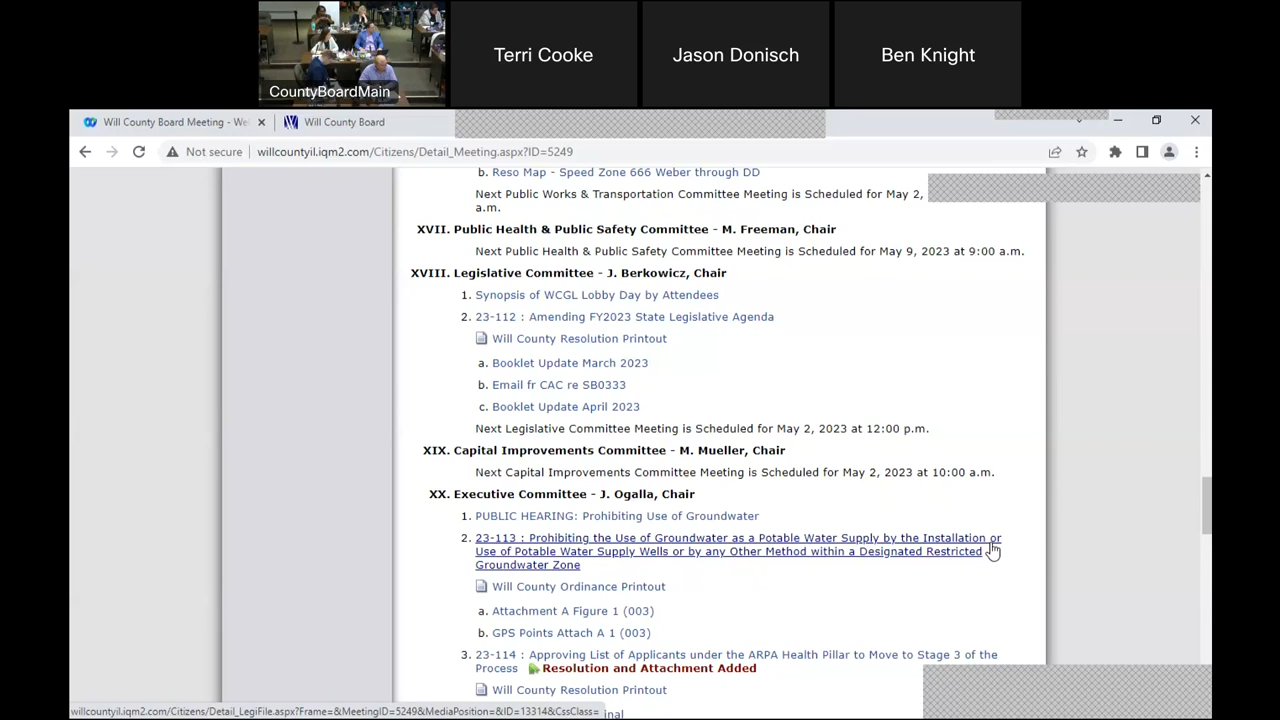 CountyBoardMain
Terri Cooke
Jason Donisch
Ben Knight
Will County Board Meeting - We
Will County Board
Not secure
willcountyil.iqm2.com/Citizens/Detail_Meeting.aspx?ID=5249
b. Reso Map - Speed Zone 666 Weber through DD
Next Public Works & Transportation Committee Meeting is Scheduled for May 2,
a.m.
XVII. Public Health & Public Safety Committee - M. Freeman, Chair
Next Public Health & Public Safety Committee Meeting is Scheduled for May 9, 2023 at 9:00 a.m.
XVIII. Legislative Committee - J. Berkowicz, Chair
1. Synopsis of WCGL Lobby Day by Attendees
2. 23-112 : Amending FY2023 State Legislative Agenda
Will County Resolution Printout
a. Booklet Update March 2023
b. Email fr CAC re SB0333
c. Booklet Update April 2023
Next Legislative Committee Meeting is Scheduled for May 2, 2023 at 12:00 p.m.
XIX. Capital Improvements Committee - M. Mueller, Chair
Next Capital Improvements Committee Meeting is Scheduled for May 2, 2023 at 10:00 a.m.
XX. Executive Committee - J. Ogalla, Chair
1. PUBLIC HEARING: Prohibiting Use of Groundwater
2. 23-113 : Prohibiting the Use of Groundwater as a Potable Water Supply by the Installation or
Use of Potable Water Supply Wells or by any Other Method within a Designated Restricted
Groundwater Zone
Will County Ordinance Printout
a. Attachment A Figure 1 (003)
b. GPS Points Attach A 1 (003)
3. 23-114 : Approving List of Applicants under the ARPA Health Pillar to Move to Stage 3 of the
Process Resolution and Attachment Added
Will County Resolution Printout
willcountyil.iqm2.com/Citizens/Detail_LegiFile.aspx?Frame=&MeetingID=5249&MediaPosition=&ID=13314&CssClass=